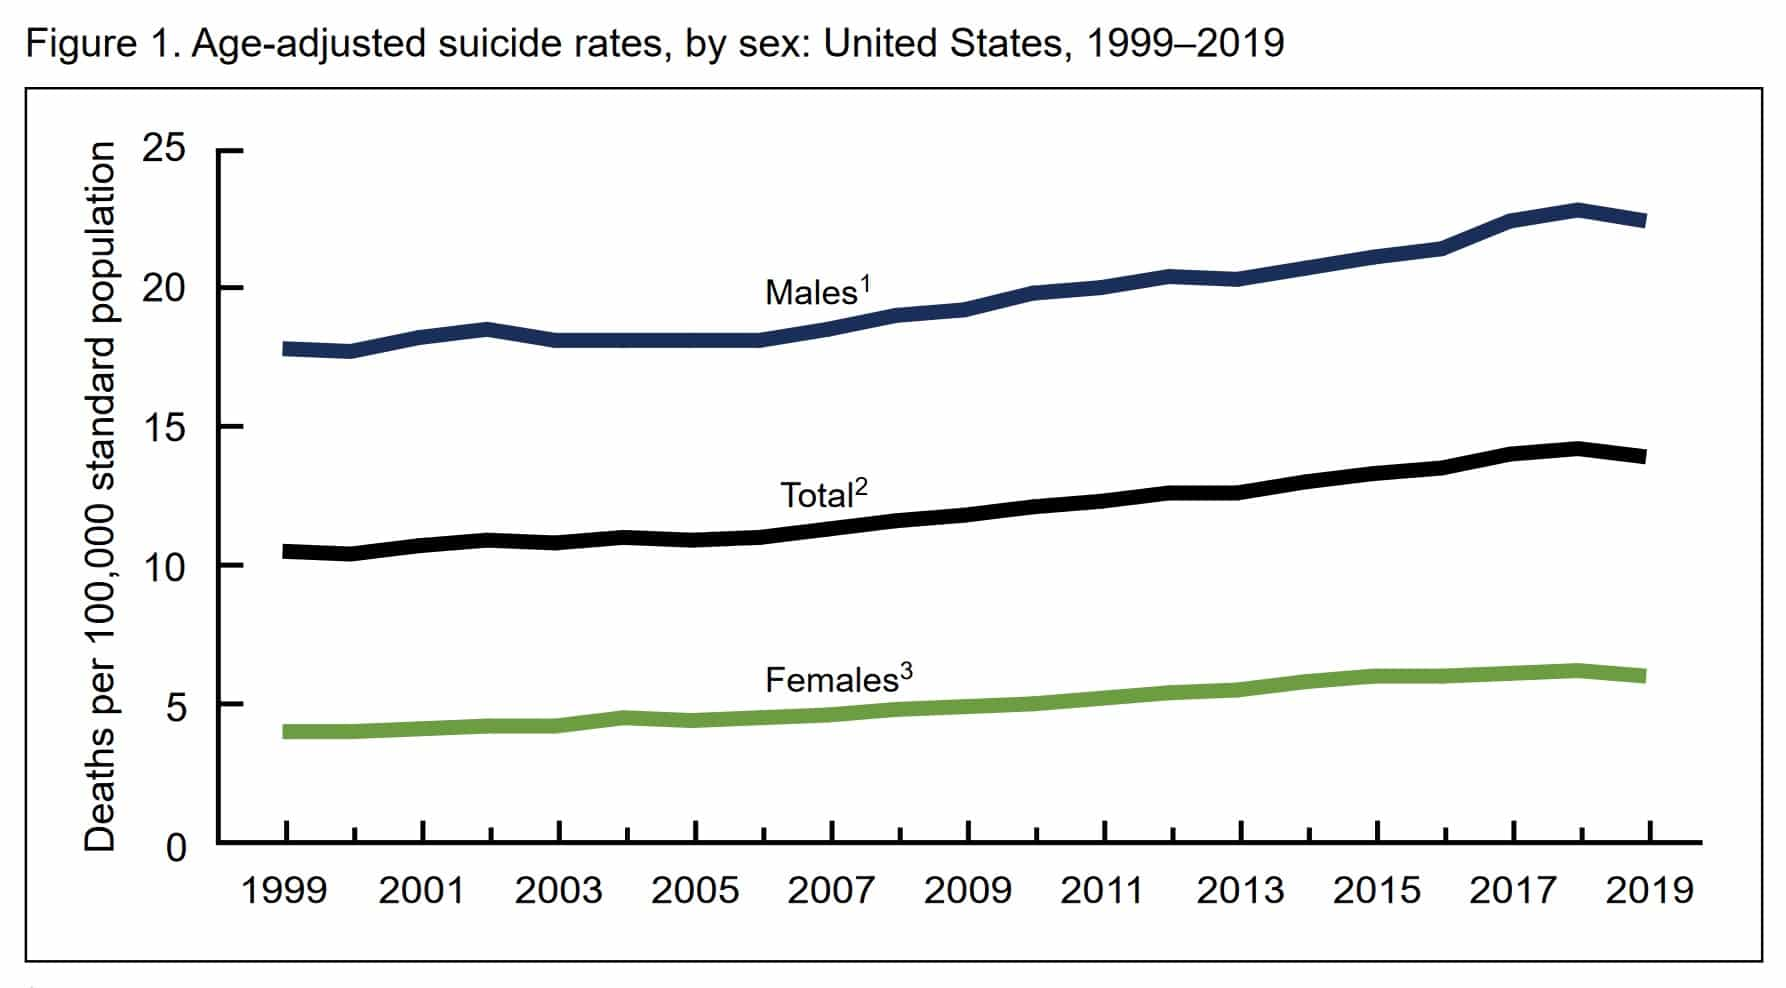 Figure 1. Age-adjusted suicide rates, by sex: United States, 1999–2019
Deaths per 100,000 standard population
25
20
15
10
5
0
Males¹
Total²
Females³
1999 2001 2003 2005 2007 2009 2011 2013 2015 2017 2019